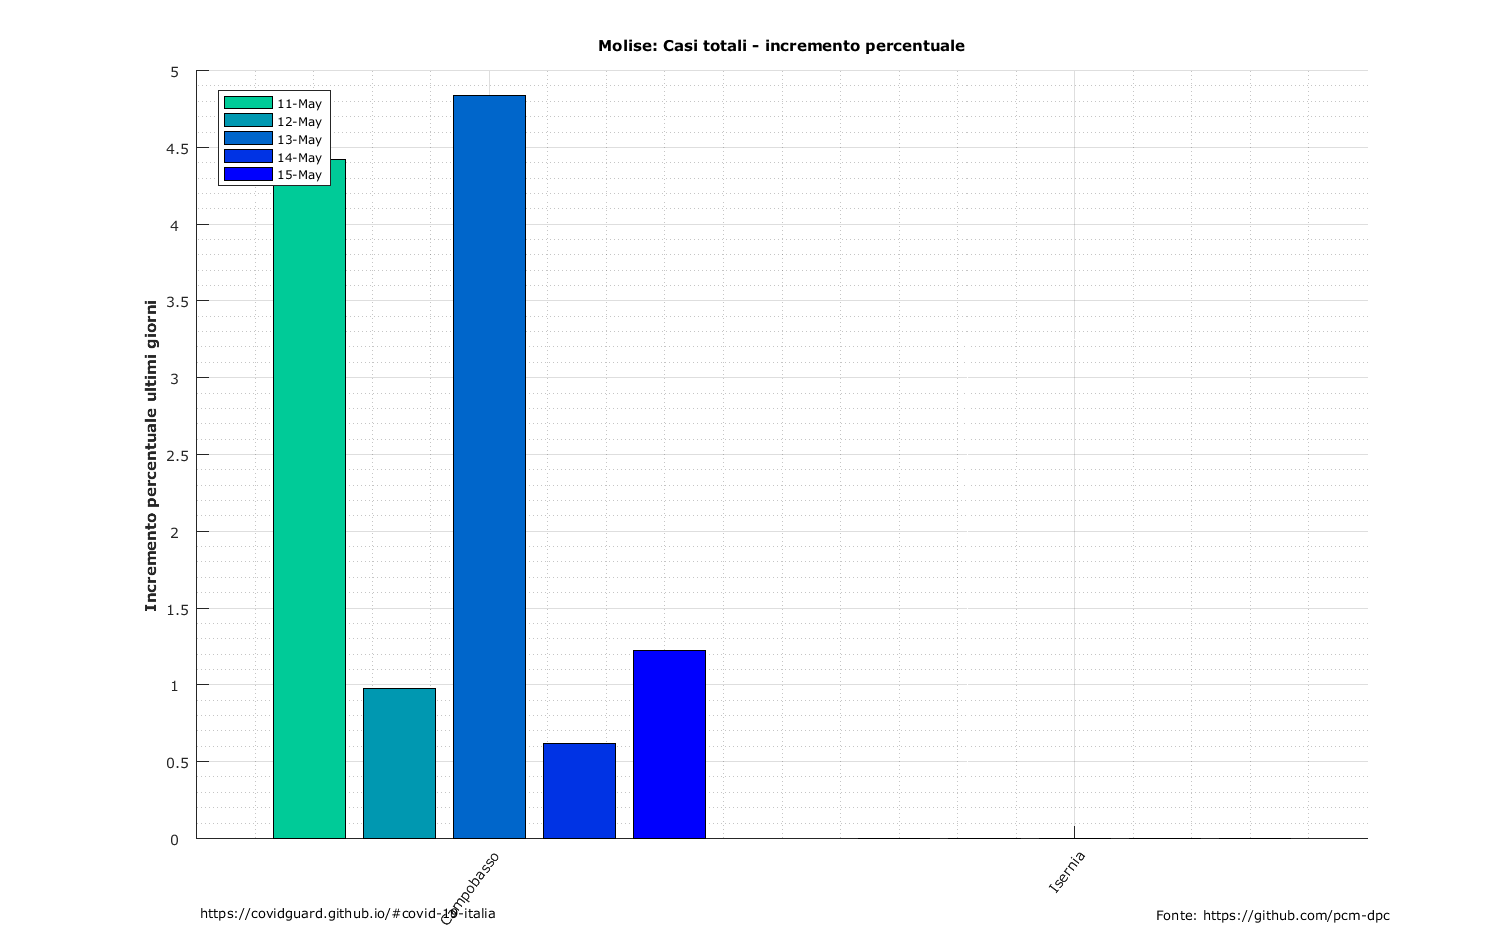 Molise: Casi totali - incremento percentuale
5
4.5
4
3.5
3
2.5
2
1.5
1
0.5
0
Incremento percentuale ultimi giorni
11-May
12-May
13-May
14-May
15-May
Campobasso
Isernia
https://covidguard.github.io/#covid-19-italia
Fonte: https://github.com/pcm-dpc